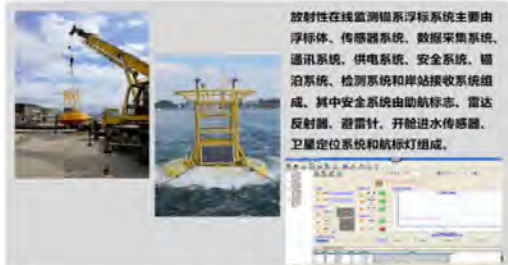 放射性在线监测锚系浮标系统主要由
浮标体、传感器系统、数据采集系统、
通讯系统、供电系统、安全系统、锚
泊系统、检测系统和岸站接收系统组
成，其中安全系统由助航标志、雷达
反射器、避雷针、开舱进水传感器、
卫星定位系统和航标灯组成。